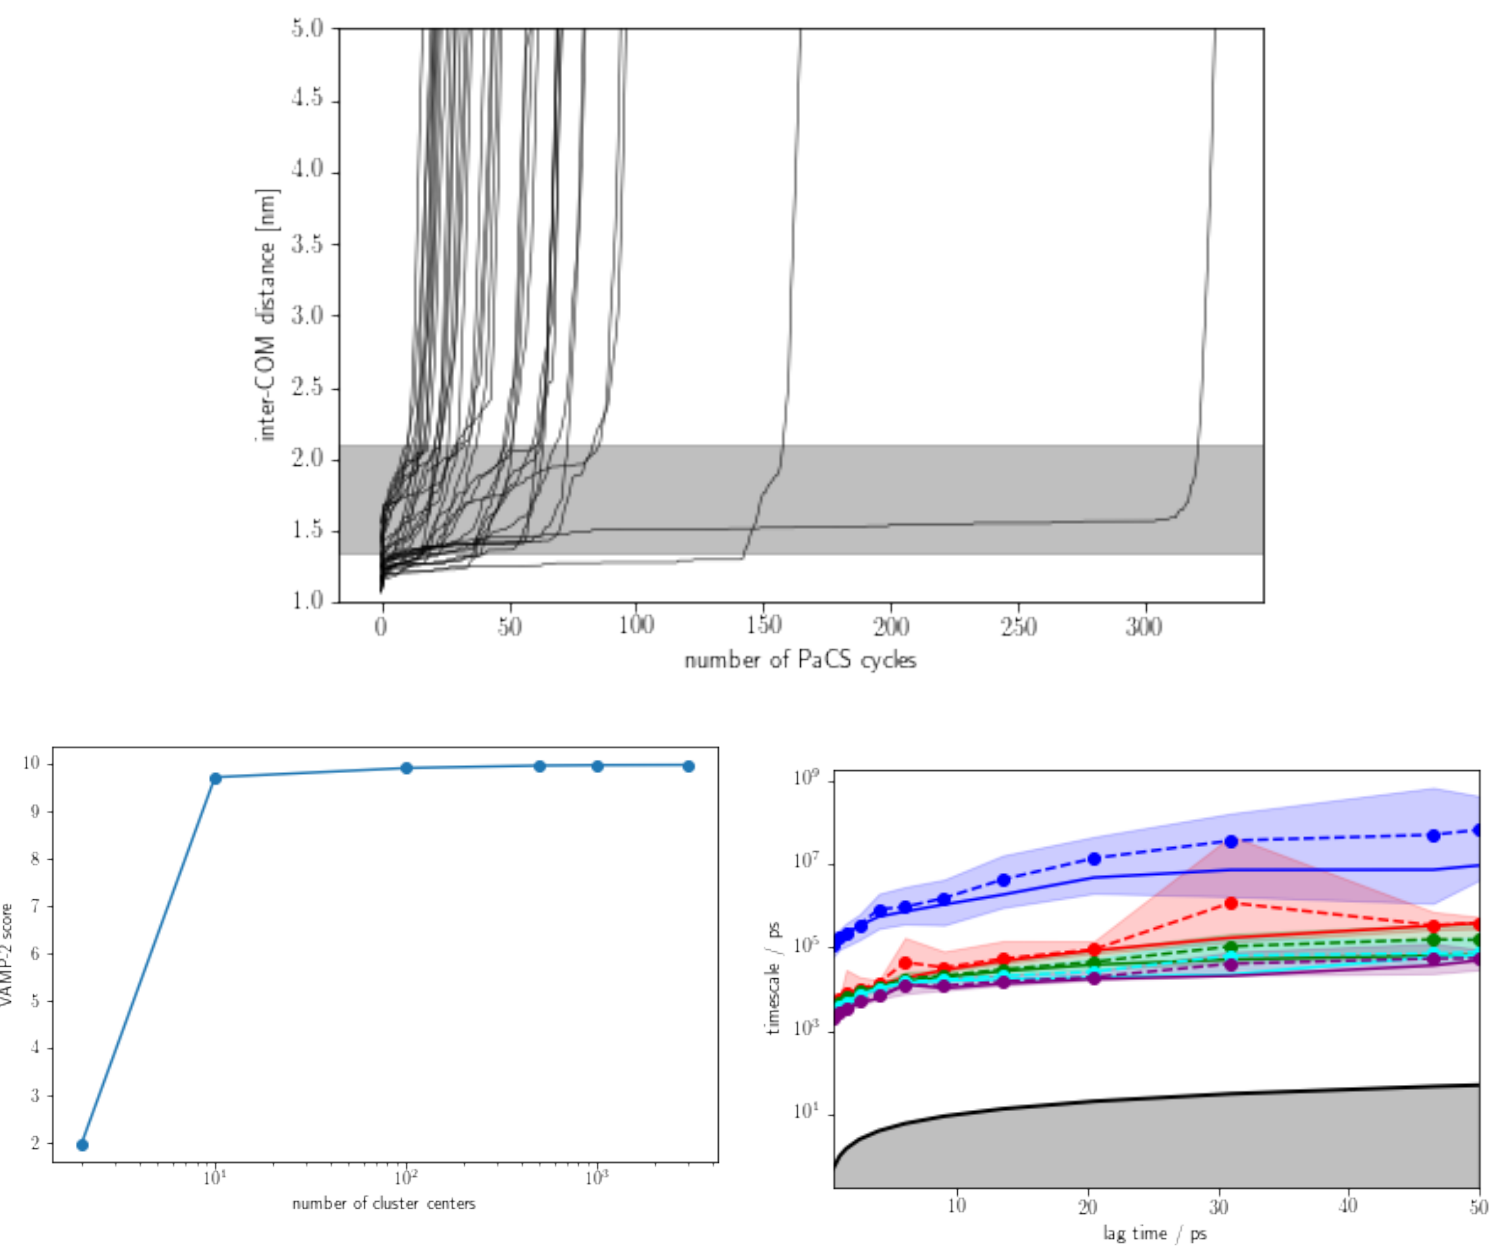 5.0
4.5
4.0
3.5
3.0
2.5
2.0
1.5
1.0
inter-COM distance [nm]
0 50 100 150 200 250 300
number of PaCS cycles
10
9
8
7
6
5
4
3
2
VAMP-2 score
10¹ 10² 10³
number of cluster centers
10⁹
10⁷
10⁵
10³
10¹
timescale / ps
10 20 30 40 50
lag time / ps